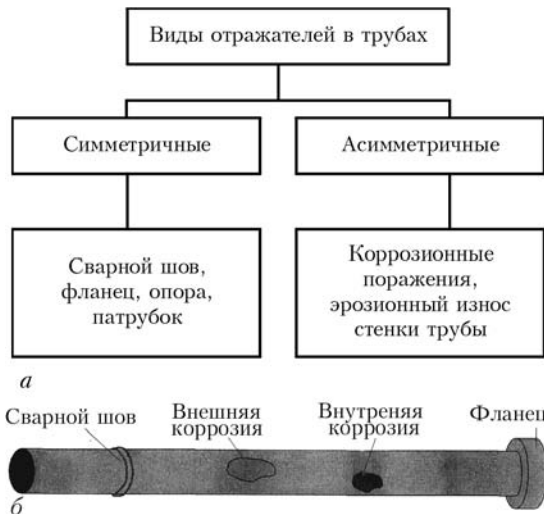 Виды отражателей в трубах
Симметричные
Асимметричные
Сварной шов,
фланец, опора,
патрубок
Коррозионные
поражения,
эрозионный износ
стенки трубы
а
Сварной шов
Внешняя
коррозия
Внутреняя
коррозия
Фланец
б